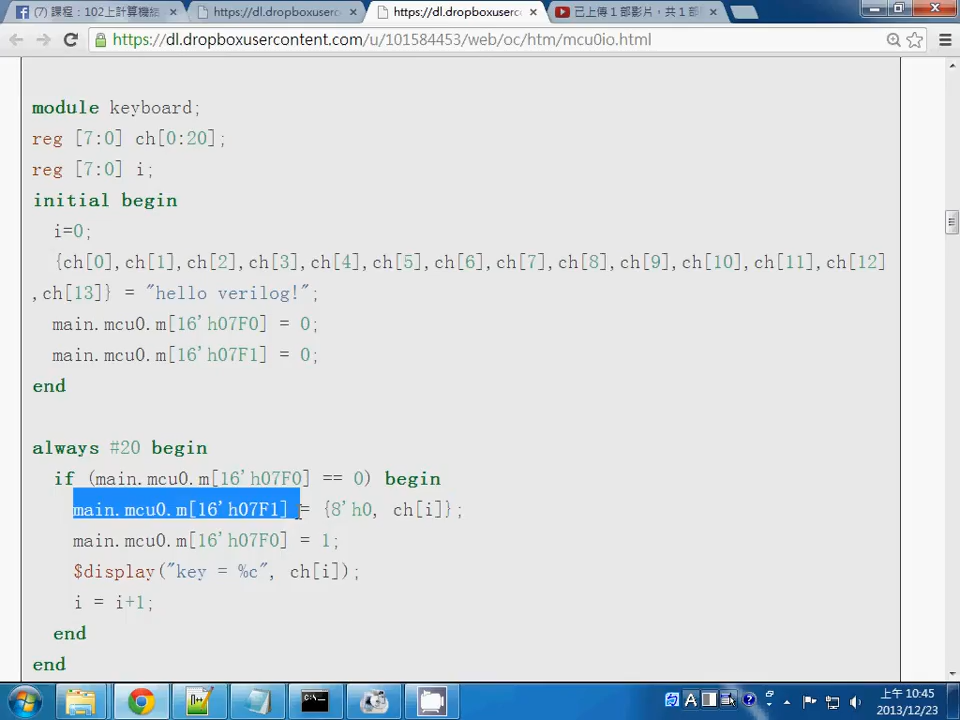 (7) 課程：102上計算機組
https://dl.dropboxuserc
https://dl.dropboxuserc
已上傳 1 部影片，共 1 部
https://dl.dropboxusercontent.com/u/101584453/web/oc/htm/mcu0io.html
module keyboard;
reg [7:0] ch[0:20];
reg [7:0] i;
initial begin
i=0;
{ch[0],ch[1],ch[2],ch[3],ch[4],ch[5],ch[6],ch[7],ch[8],ch[9],ch[10],ch[11],ch[12]
,ch[13]} = "hello verilog!";
main.mcu0.m[16'h07F0] = 0;
main.mcu0.m[16'h07F1] = 0;
end
always #20 begin
if (main.mcu0.m[16'h07F0] == 0) begin
main.mcu0.m[16'h07F1] = {8'h0, ch[i]};
main.mcu0.m[16'h07F0] = 1;
$display("key = %c", ch[i]);
i = i+1;
end
end
A
上午 10:45
2013/12/23